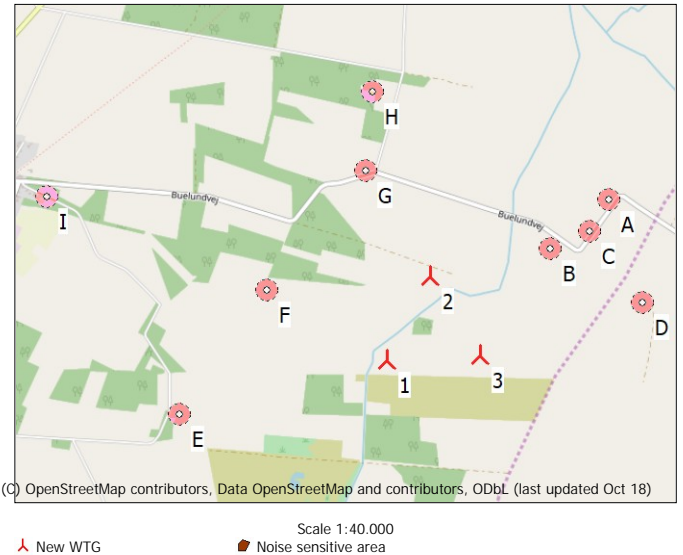 H
G
Buelundvej
I
Buelundvej
A
C
B
2
F
D
1
3
E
(C) OpenStreetMap contributors, Data OpenStreetMap and contributors, ODbL (last updated Oct 18)
Scale 1:40.000
New WTG
Noise sensitive area